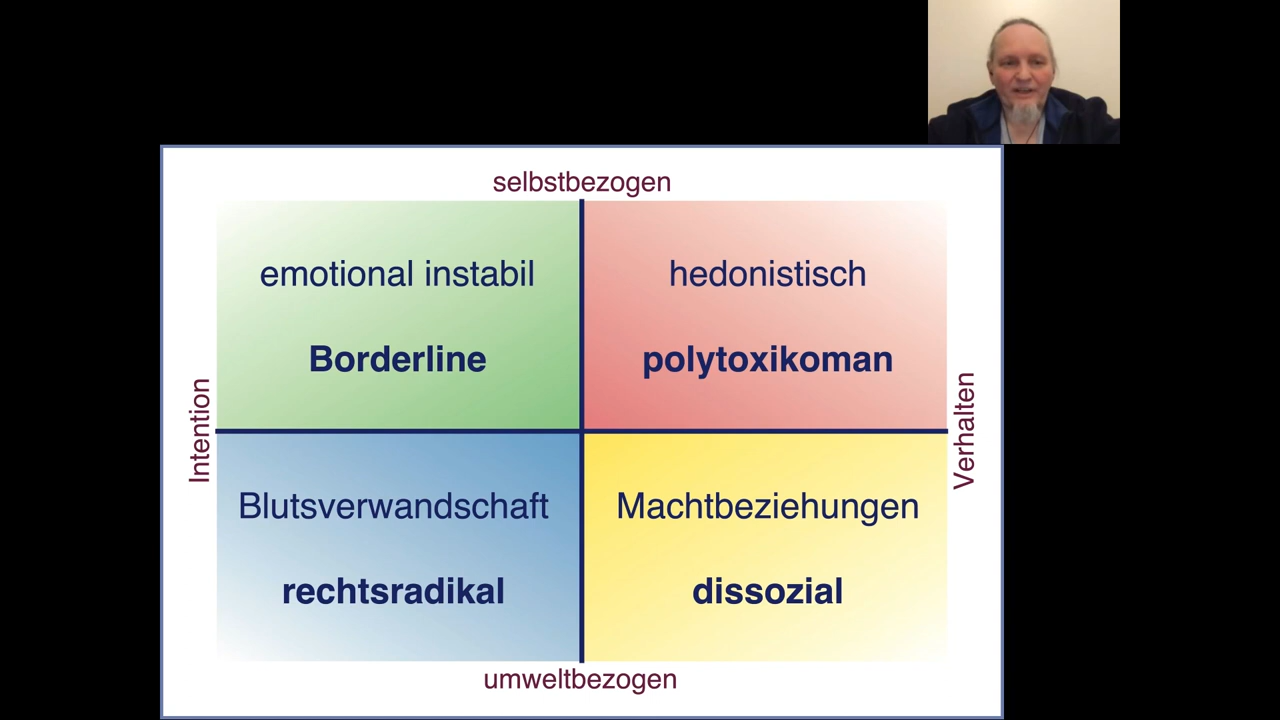 selbstbezogen
emotional instabil
Borderline
hedonistisch
polytoxikoman
Intention
Verhalten
Blutsverwandschaft
rechtsradikal
Machtbeziehungen
dissozial
umweltbezogen